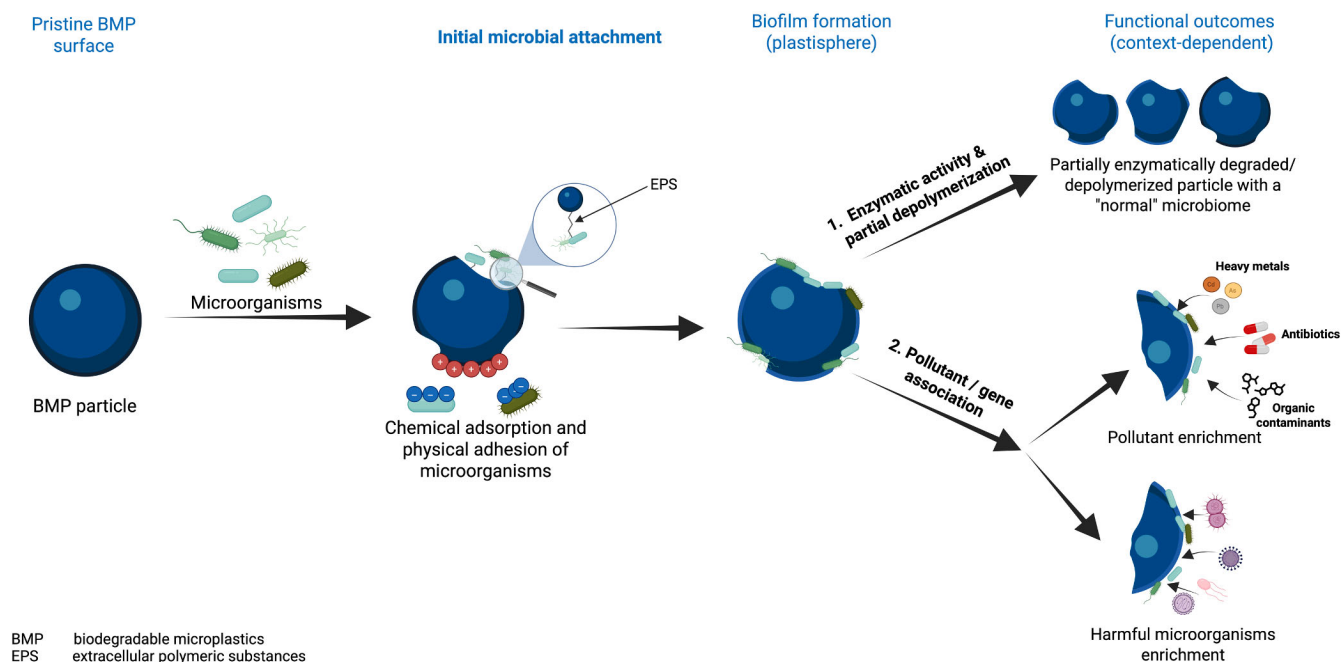 Pristine BMP
surface
Initial microbial attachment
Biofilm formation
(plastisphere)
Functional outcomes
(context-dependent)
Microorganisms
BMP particle
EPS
+ + + + +
- - -
- - -
Chemical adsorption and
physical adhesion of
microorganisms
1. Enzymatic activity &
partial depolymerization
2. Pollutant / gene
association
Partially enzymatically degraded/
depolymerized particle with a
"normal" microbiome
Heavy metals
Cd
As
Pb
Antibiotics
Organic
contaminants
Pollutant enrichment
Harmful microorganisms
enrichment
BMP biodegradable microplastics
EPS extracellular polymeric substances